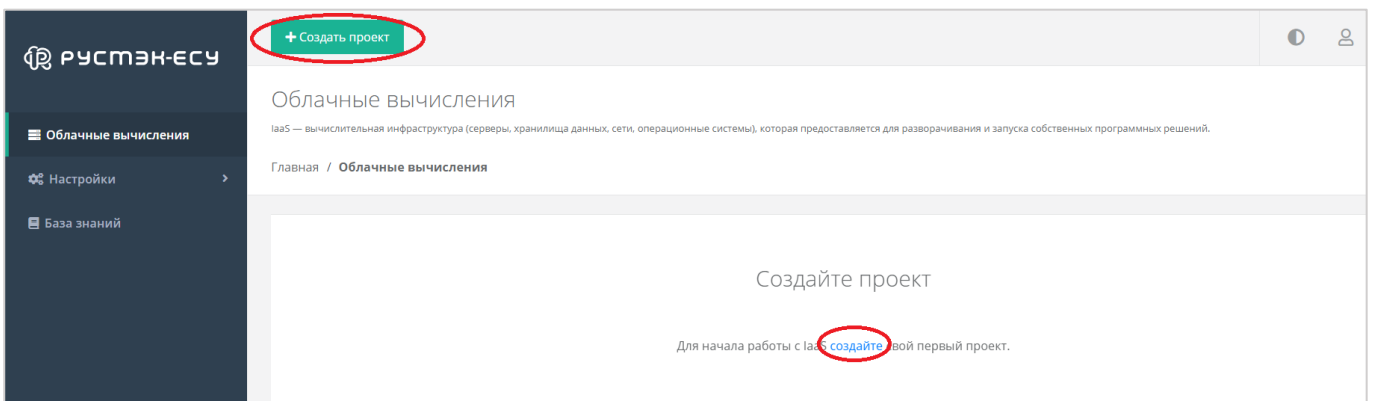 + Создать проект
РУСТЭК-ЕСУ
Облачные вычисления
Настройки
База знаний
Облачные вычисления
IaaS — вычислительная инфраструктура (серверы, хранилища данных, сети, операционные системы), которая предоставляется для разворачивания и запуска собственных программных решений.
Главная / Облачные вычисления
Создайте проект
Для начала работы с IaaS создайте свой первый проект.